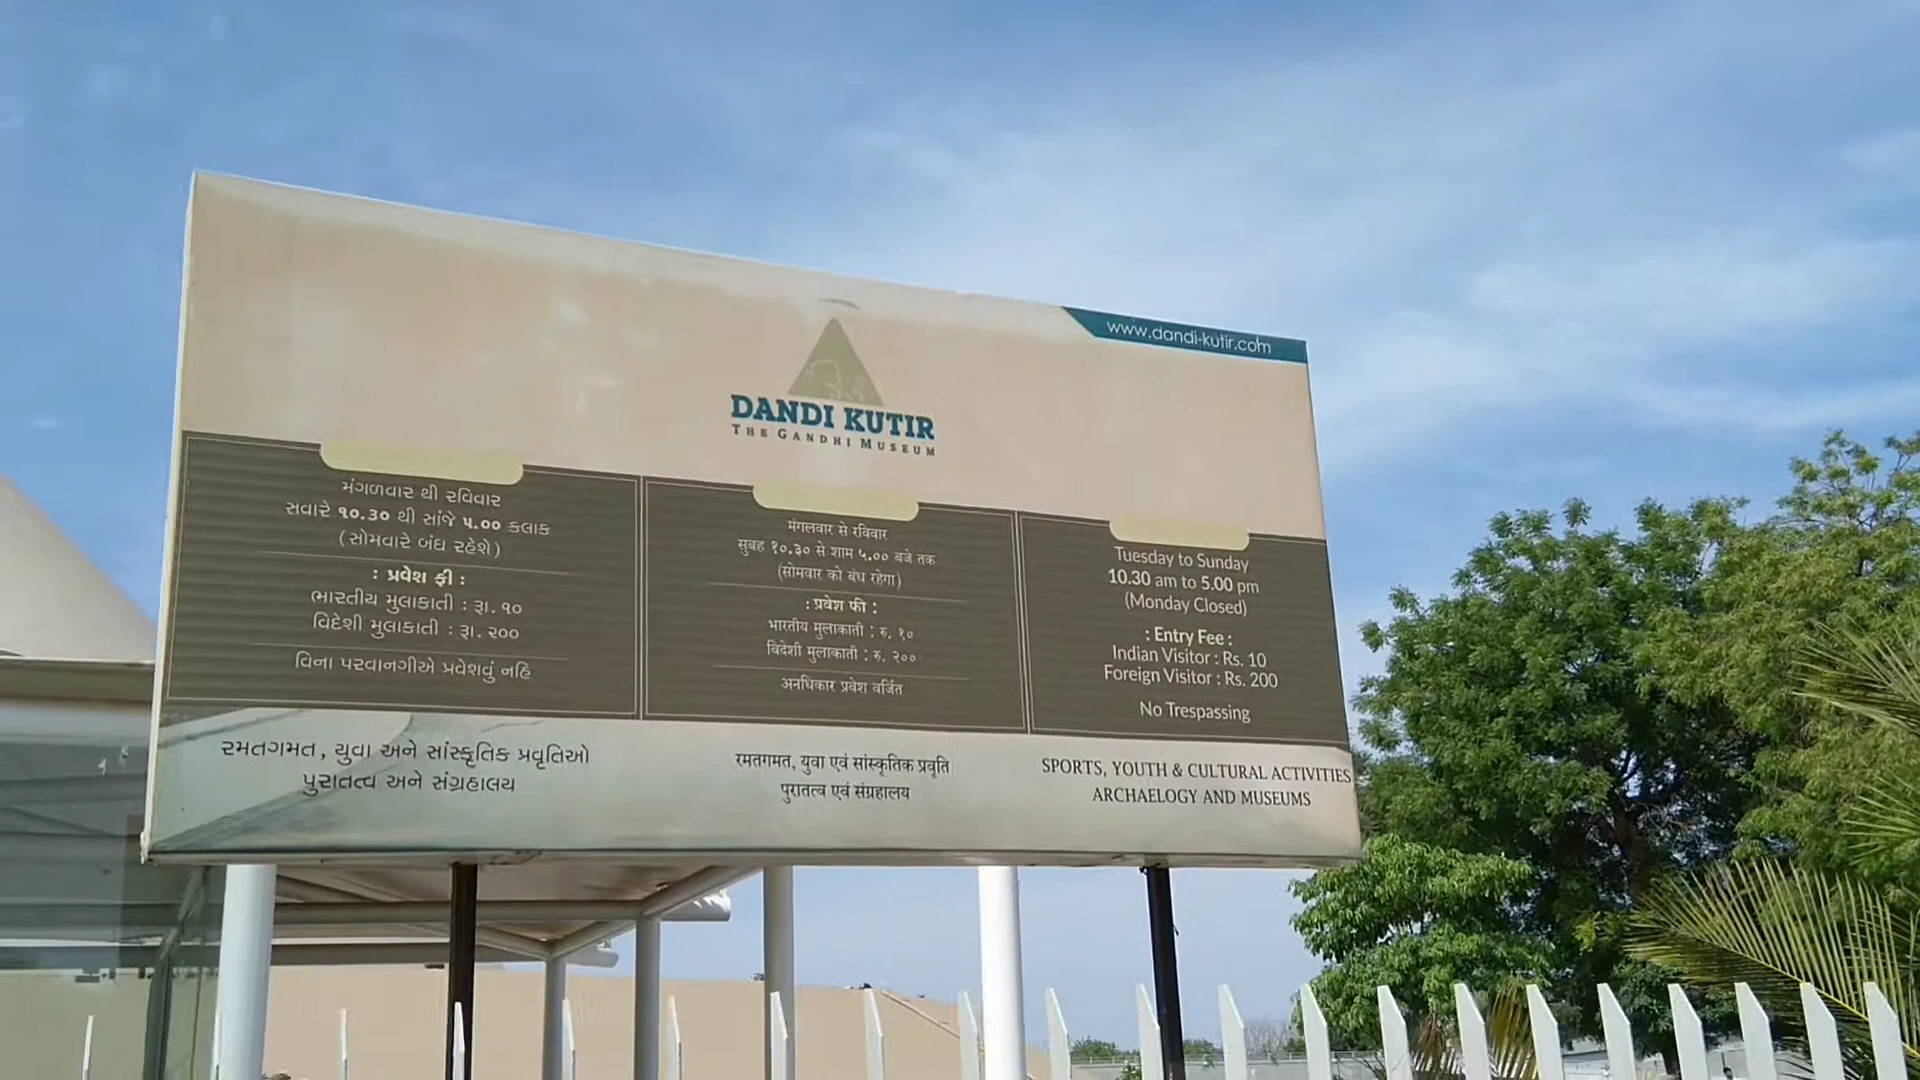 www.dandi-kutir.com
DANDI KUTIR
THE GANDHI MUSEUM
મંગળવાર થી રવિવાર
સવારે ૧૦.૩૦ થી સાંજે ૫.૦૦ કલાક
(સોમવારે બંધ રહેશે)
: પ્રવેશ ફી :
ભારતીય મુલાકાતી : રૂા. ૧૦
વિદેશી મુલાકાતી : રૂા. ૨૦૦
વિના પરવાનગીએ પ્રવેશવું નહિ
मंगलवार से रविवार
सुबह १०.३० से शाम ५.०० बजे तक
(सोमवार को बंध रहेगा)
: प्रवेश फी :
भारतीय मुलाकाती : रु. १०
विदेशी मुलाकाती : रु. २००
अनधिकार प्रवेश वर्जित
Tuesday to Sunday
10.30 am to 5.00 pm
(Monday Closed)
: Entry Fee :
Indian Visitor : Rs. 10
Foreign Visitor : Rs. 200
No Trespassing
રમતગમત, યુવા અને સાંસ્કૃતિક પ્રવૃતિઓ
પુરાતત્વ અને સંગ્રહાલય
रमतगमत, युवा एवं सांस्कृतिक प्रवृति
पुरातत्व एवं संग्रहालय
SPORTS, YOUTH & CULTURAL ACTIVITIES
ARCHAELOGY AND MUSEUMS